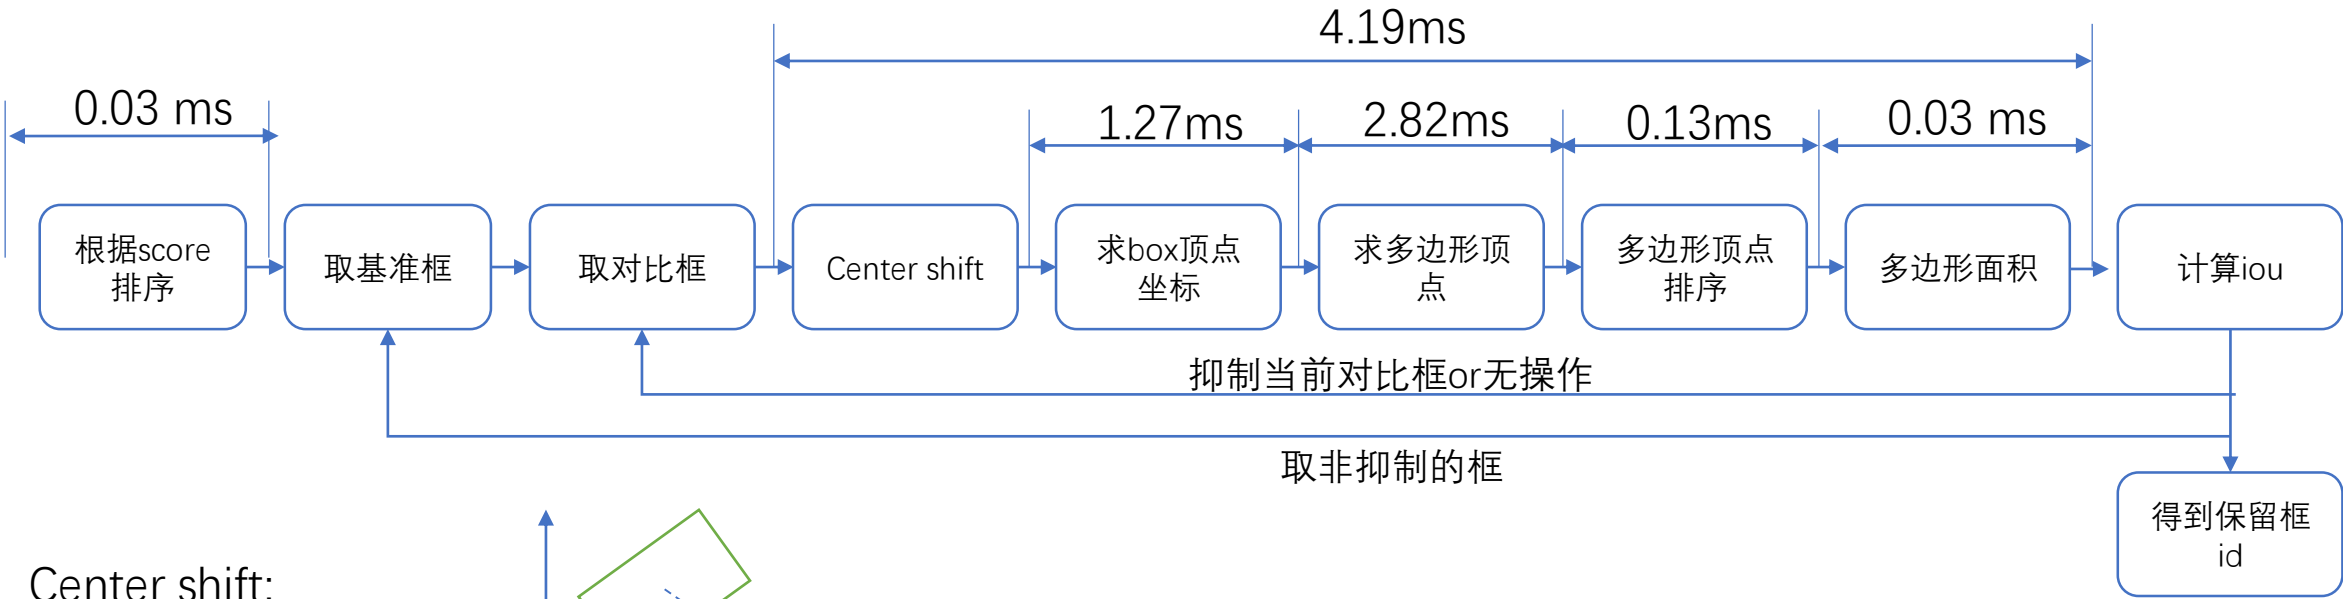 4.19ms
0.03 ms
1.27ms
2.82ms
0.13ms
0.03 ms
根据score
排序
取基准框
取对比框
Center shift
求box顶点
坐标
求多边形顶
点
多边形顶点
排序
多边形面积
计算iou
抑制当前对比框or无操作
取非抑制的框
得到保留框
id
Center shift: